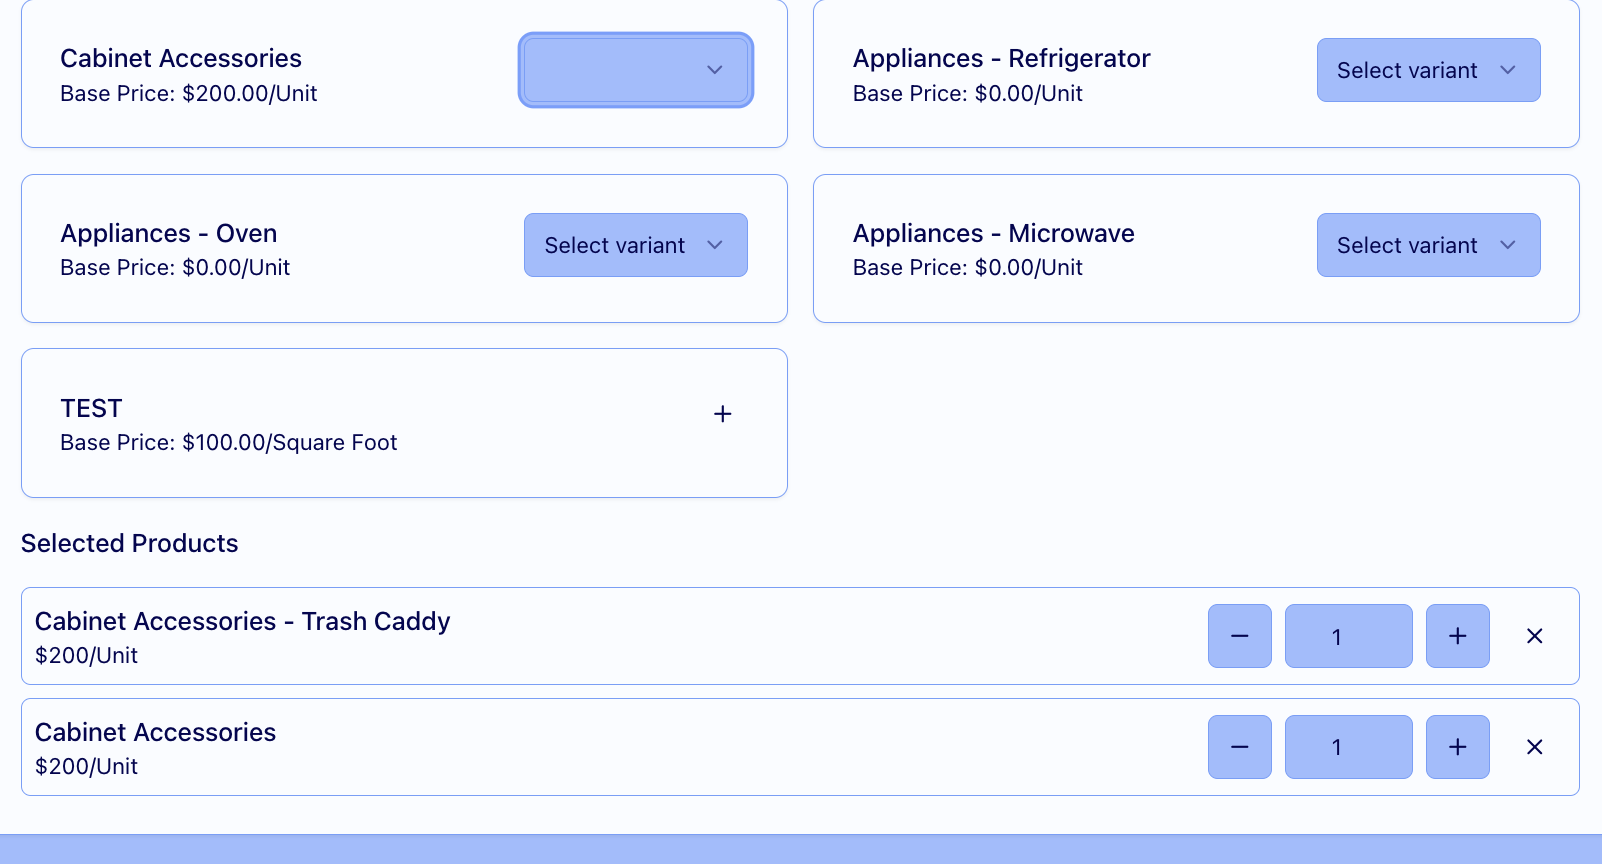 Cabinet Accessories
Base Price: $200.00/Unit
Appliances - Refrigerator
Base Price: $0.00/Unit
Select variant
Appliances - Oven
Base Price: $0.00/Unit
Select variant
Appliances - Microwave
Base Price: $0.00/Unit
Select variant
TEST
Base Price: $100.00/Square Foot
+
Selected Products
Cabinet Accessories - Trash Caddy
$200/Unit
− 1 + ×
Cabinet Accessories
$200/Unit
− 1 + ×